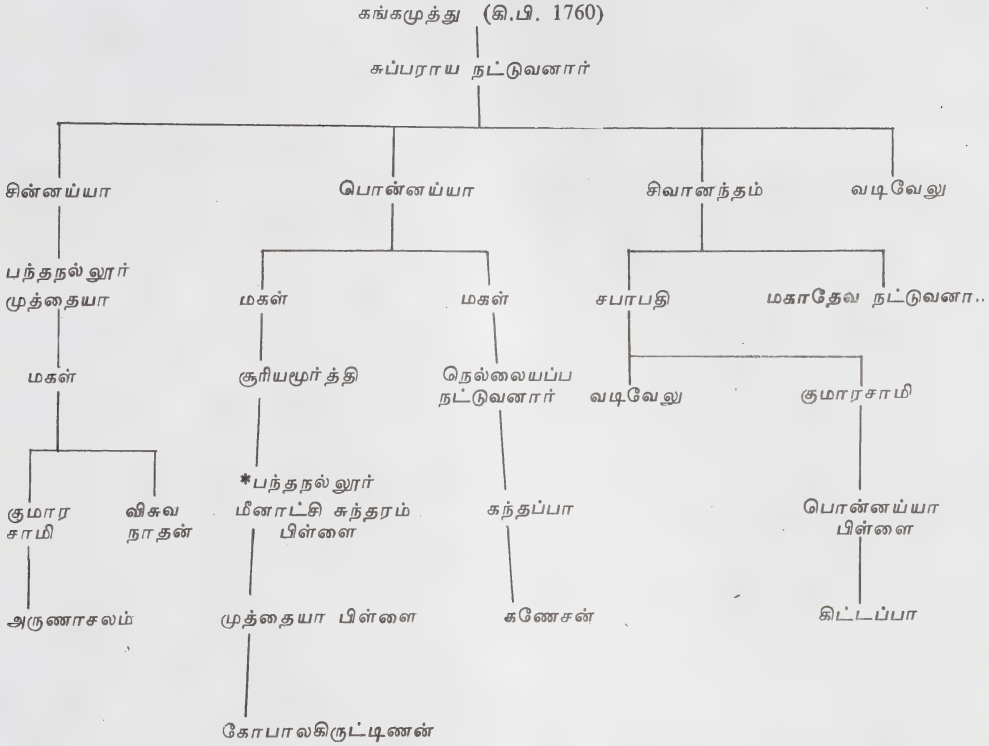 கங்கமுத்து (கி.பி. 1760)
சுப்பராய நட்டுவனார்
சின்னய்யா
பொன்னய்யா
சிவானந்தம்
வடிவேலு
பந்தநல்லூர்
முத்தையா
மகள்
மகள்
சபாபதி
மகாதேவ நட்டுவனா..
மகள்
சூரியமூர்த்தி
நெல்லையப்ப
நட்டுவனார்
வடிவேலு
குமாரசாமி
குமார
சாமி
விசுவ
நாதன்
*பந்தநல்லூர்
மீனாட்சி சுந்தரம்
பிள்ளை
கந்தப்பா
பொன்னய்யா
பிள்ளை
அருணாசலம்
முத்தையா பிள்ளை
கணேசன்
கிட்டப்பா
கோபாலகிருட்டிணன்